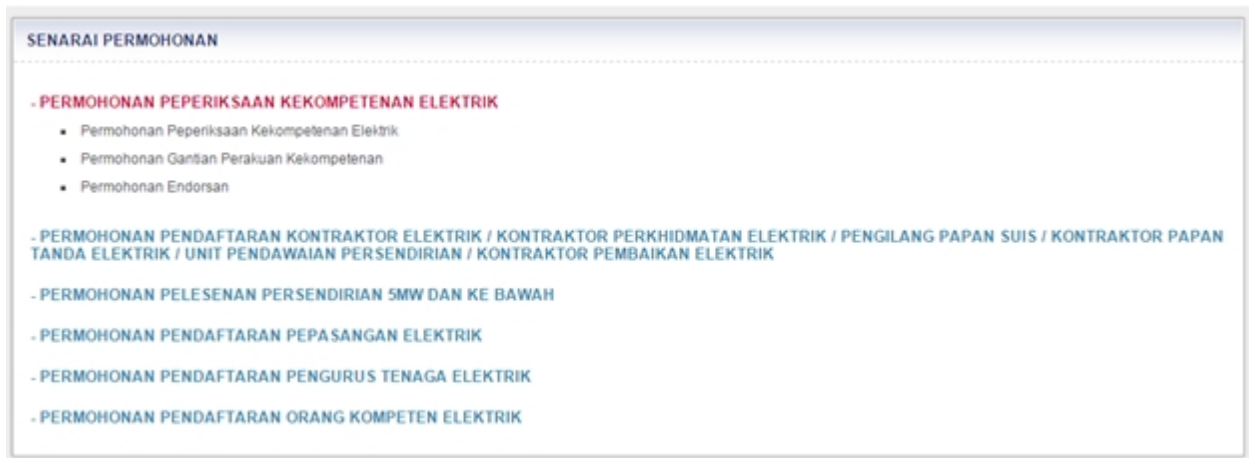 SENARAI PERMOHONAN
- PERMOHONAN PEPERIKSAAN KEKOMPETENAN ELEKTRIK
▪ Permohonan Peperiksaan Kekompetenan Elektrik
▪ Permohonan Gantian Perakuan Kekompetenan
▪ Permohonan Endorsan
- PERMOHONAN PENDAFTARAN KONTRAKTOR ELEKTRIK / KONTRAKTOR PERKHIDMATAN ELEKTRIK / PENGILANG PAPAN SUIS / KONTRAKTOR PAPAN
TANDA ELEKTRIK / UNIT PENDAWAIAN PERSENDIRIAN / KONTRAKTOR PEMBAIKAN ELEKTRIK
- PERMOHONAN PELESENAN PERSENDIRIAN 5MW DAN KE BAWAH
- PERMOHONAN PENDAFTARAN PEPASANGAN ELEKTRIK
- PERMOHONAN PENDAFTARAN PENGURUS TENAGA ELEKTRIK
- PERMOHONAN PENDAFTARAN ORANG KOMPETEN ELEKTRIK